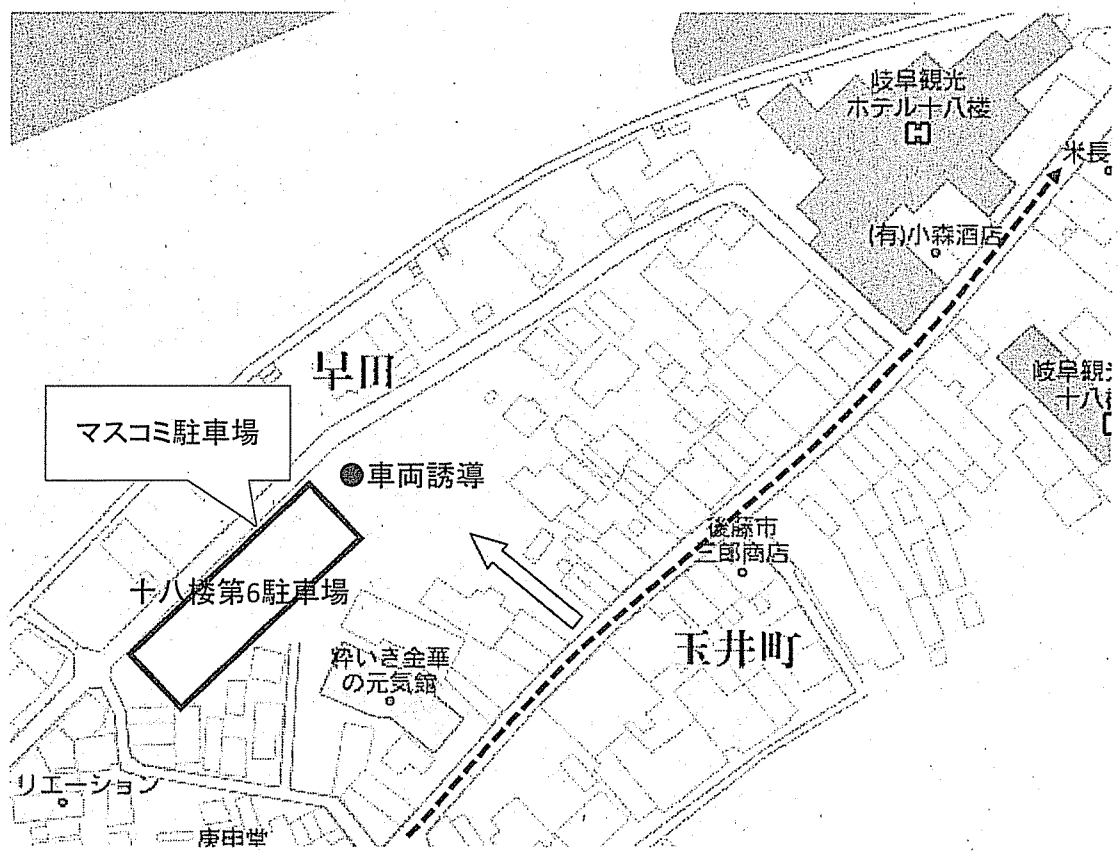 岐阜観光
ホテル十八楼
H
米長
(有)小森酒店
早田
岐阜観光
十八楼
マスコミ駐車場
●車両誘導
後藤市
三郎商店
十八楼第6駐車場
玉井町
粋いき金華
の元気館
リエーション
庚申堂